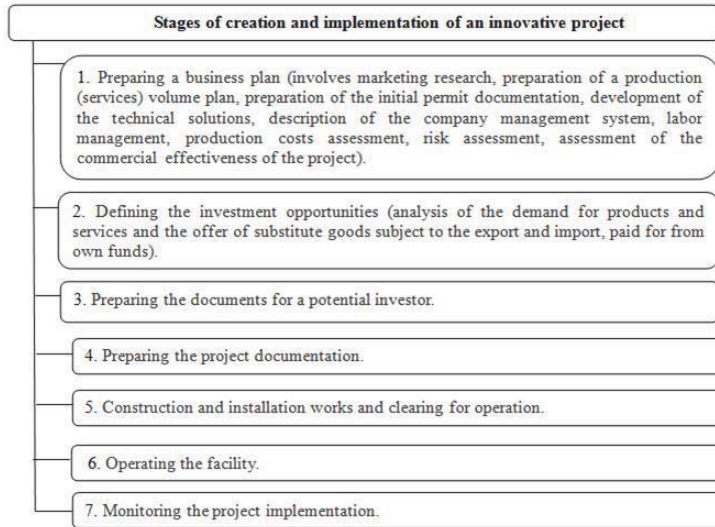 Stages of creation and implementation of an innovative project
1. Preparing a business plan (involves marketing research, preparation of a production
(services) volume plan, preparation of the initial permit documentation, development of
the technical solutions, description of the company management system, labor
management, production costs assessment, risk assessment, assessment of the
commercial effectiveness of the project).
2. Defining the investment opportunities (analysis of the demand for products and
services and the offer of substitute goods subject to the export and import, paid for from
own funds).
3. Preparing the documents for a potential investor.
4. Preparing the project documentation.
5. Construction and installation works and clearing for operation.
6. Operating the facility.
7. Monitoring the project implementation.